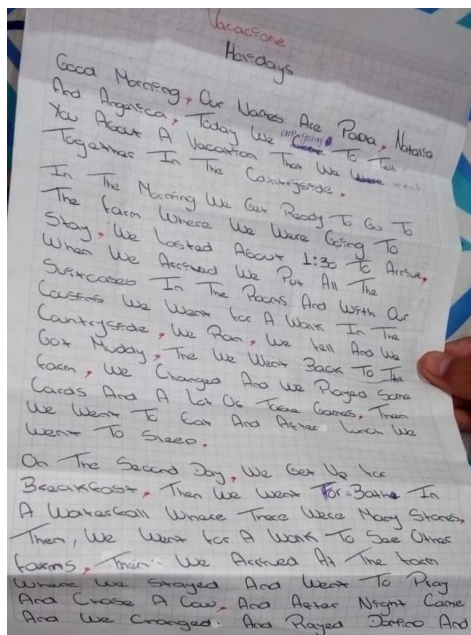 Vacacione
Holidays
Good Morning, Our Names Are Paola, Natalia
And Angelica, Today We are going To Tell
You About A Vacation That We went
Together In The Countryside.
In The Morning We Get Ready To Go To
The farm Where We Were Going To
Stay, We Lasted About 1:30 To Arrive,
When We Arrived We Put All The
Suitcases In The Rooms And With Our
Cousins We Went for A Walk In The
Countryside, We Ran, We fell And We
Got Muddy, The We Went Back To The
farm, We Changed And We Played Some
Cards And A Lot Of Games, Then
We Went To Eat And After Lunch We
Went To Sleep.
On The Second Day, We Get Up for
Breakfast, Then We Went For Bathe In
A Waterfall Where There Were Many Stones,
Then, We Went for A Walk To See Other
farms, Then We Arrived At The farm
Where We Stayed And Went To Play
And Chase A Cow, And After Night Came
And We Changed And Played Domino And